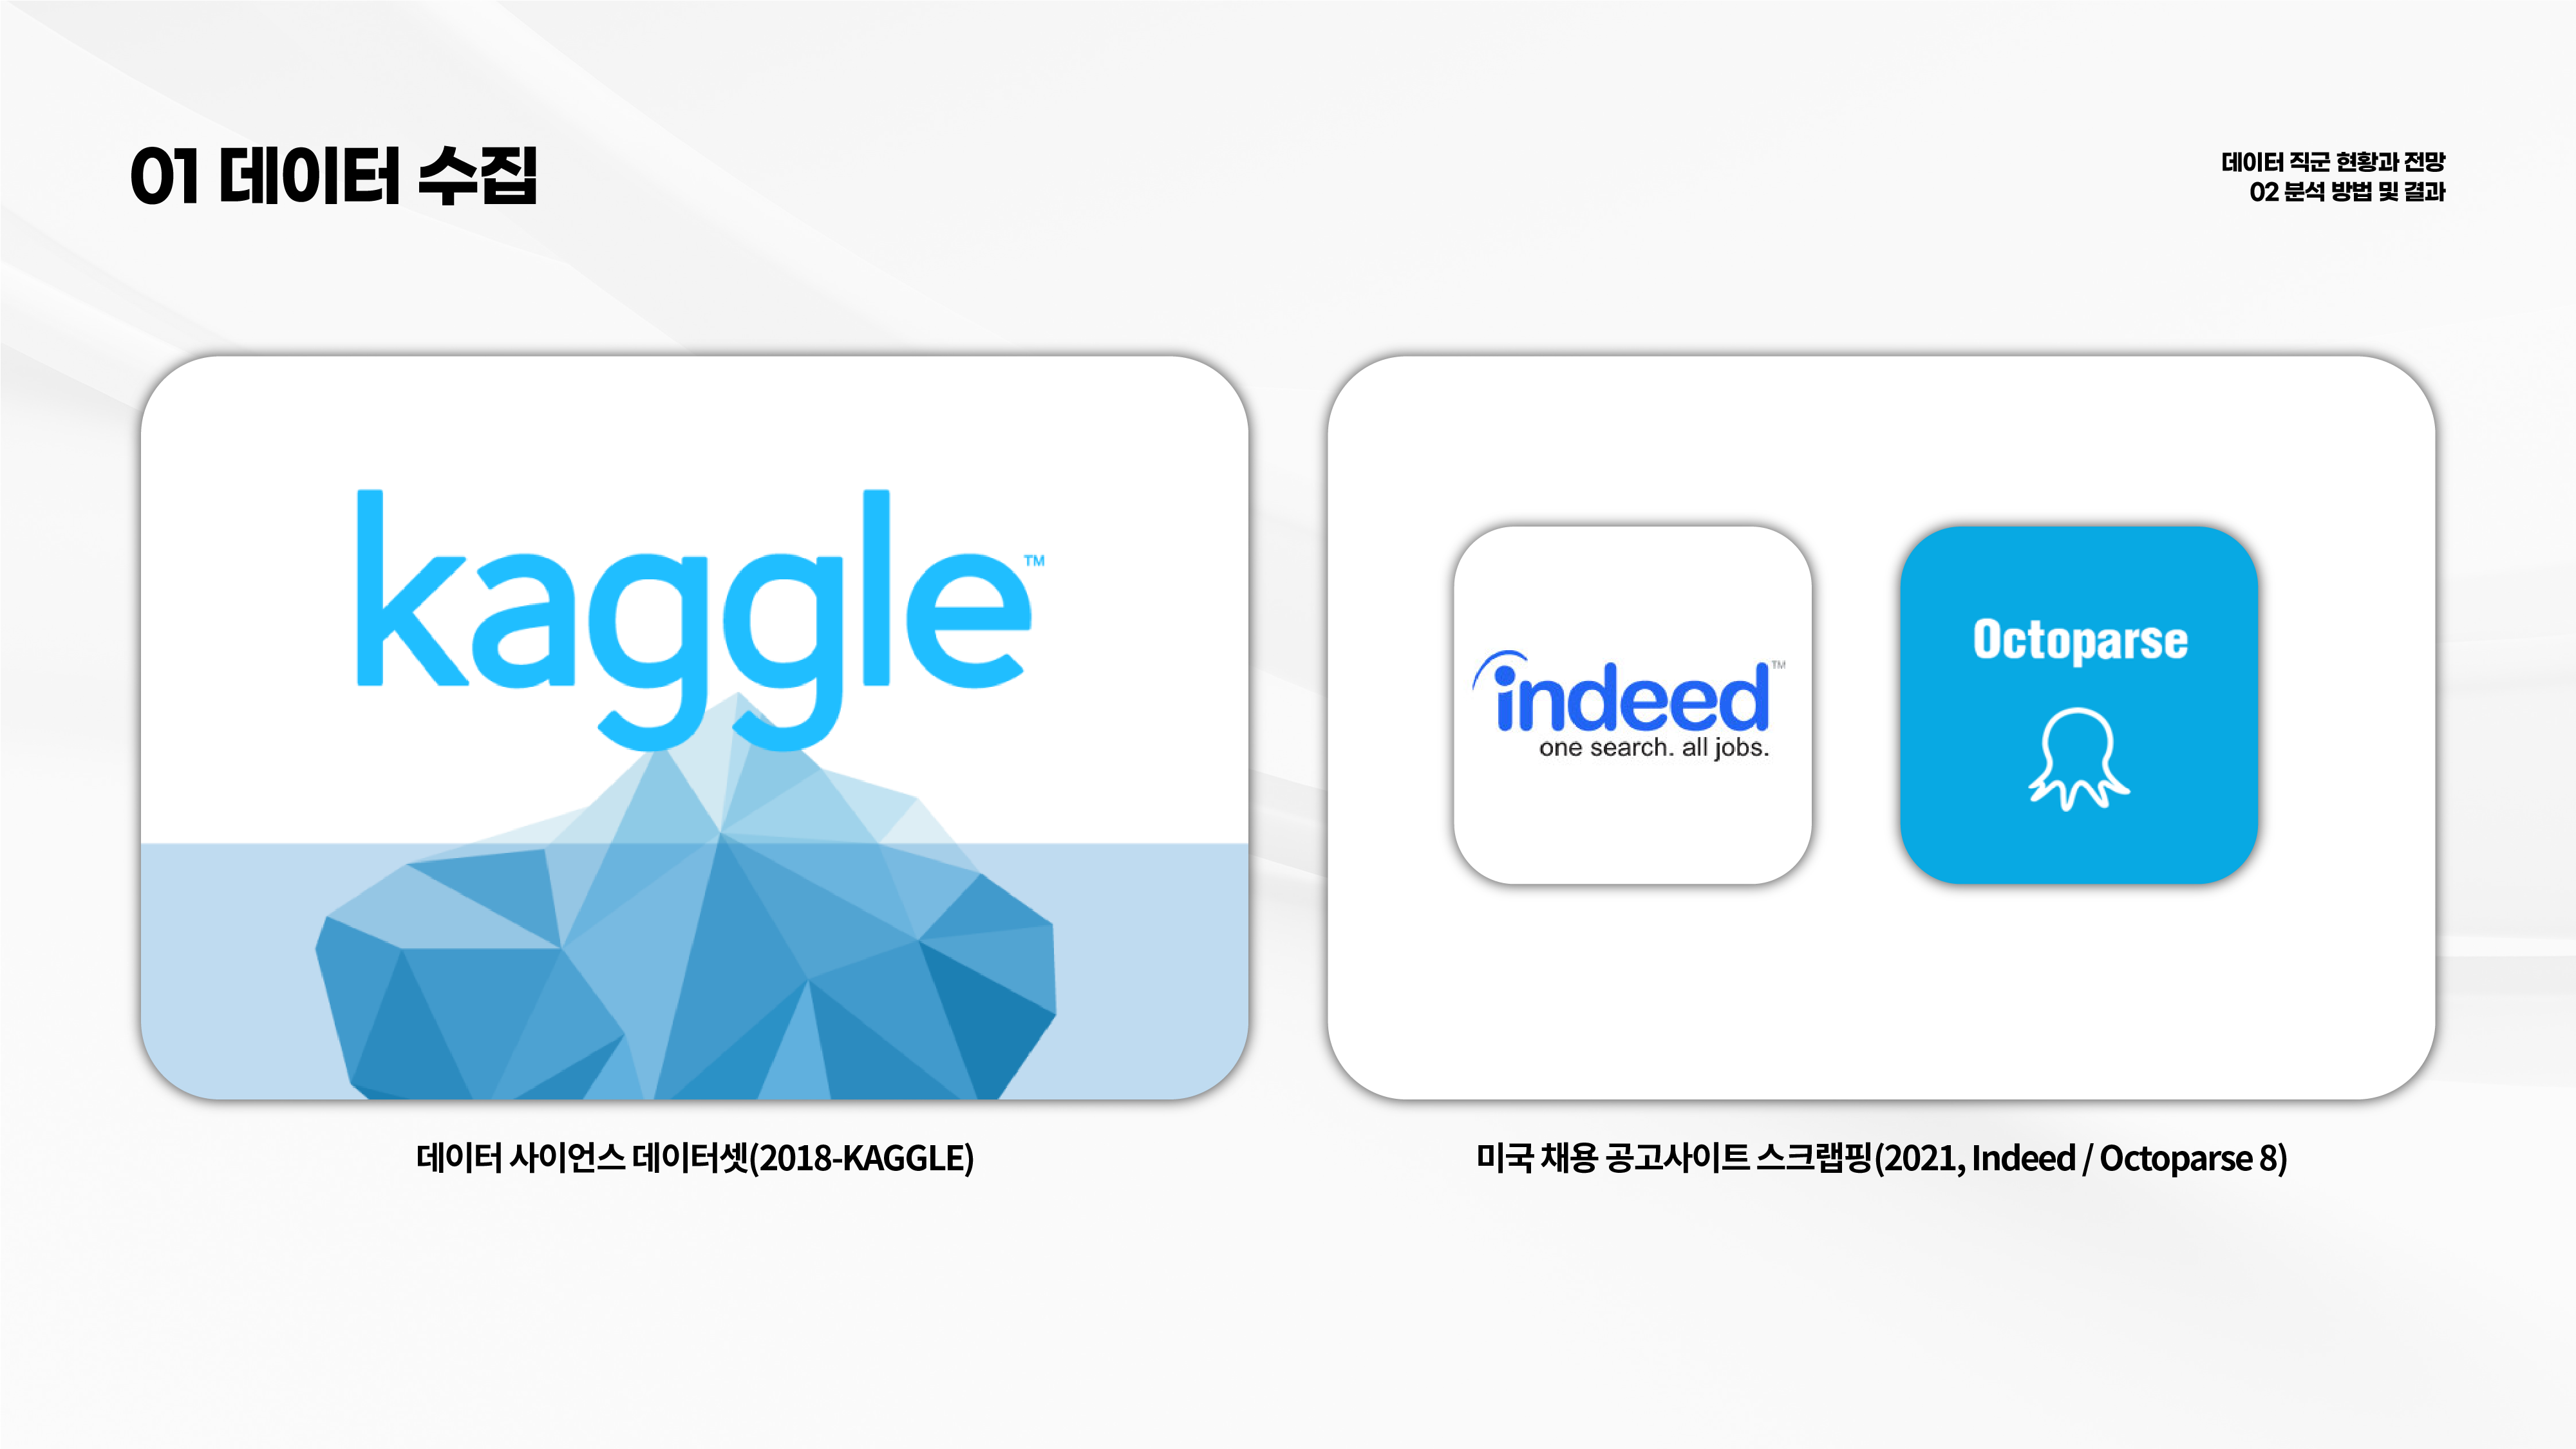 01 데이터 수집
데이터 직군 현황과 전망
02 분석 방법 및 결과
kaggle™
indeed™
one search. all jobs.
Octoparse
데이터 사이언스 데이터셋(2018-KAGGLE)
미국 채용 공고사이트 스크랩핑(2021, Indeed / Octoparse 8)